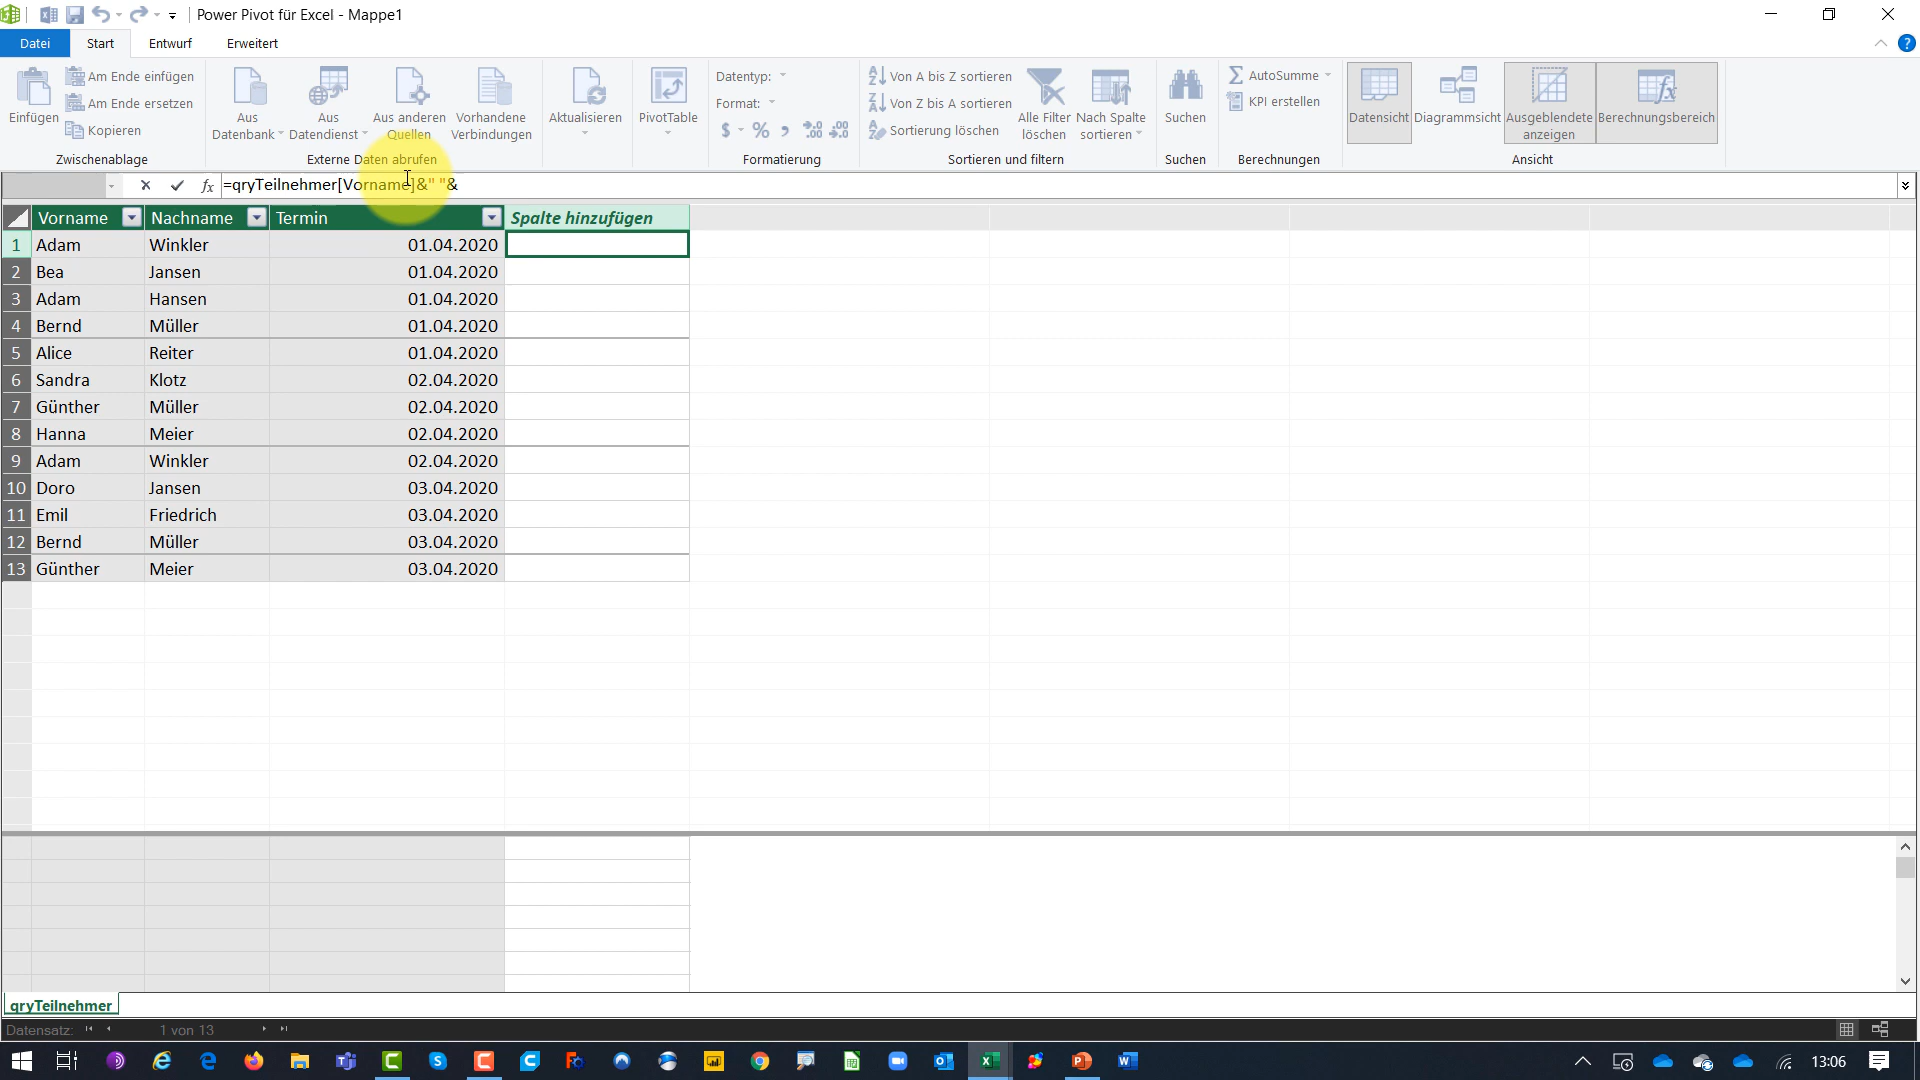 Power Pivot für Excel - Mappe1
Datei Start Entwurf Erweitert
Einfügen
Am Ende einfügen
Am Ende ersetzen
Kopieren
Zwischenablage
Aus Datenbank
Aus Datendienst
Aus anderen Quellen
Vorhandene Verbindungen
Externe Daten abrufen
Aktualisieren
PivotTable
Datentyp:
Format:
$ % ,
Formatierung
Von A bis Z sortieren
Von Z bis A sortieren
Sortierung löschen
Alle Filter löschen
Nach Spalte sortieren
Sortieren und filtern
Suchen
Suchen
AutoSumme
KPI erstellen
Berechnungen
Datensicht
Diagrammsicht
Ausgeblendete anzeigen
Berechnungsbereich
Ansicht
fx =qryTeilnehmer[Vorname]&" "&
Vorname Nachname Termin Spalte hinzufügen
1 Adam Winkler 01.04.2020
2 Bea Jansen 01.04.2020
3 Adam Hansen 01.04.2020
4 Bernd Müller 01.04.2020
5 Alice Reiter 01.04.2020
6 Sandra Klotz 02.04.2020
7 Günther Müller 02.04.2020
8 Hanna Meier 02.04.2020
9 Adam Winkler 02.04.2020
10 Doro Jansen 03.04.2020
11 Emil Friedrich 03.04.2020
12 Bernd Müller 03.04.2020
13 Günther Meier 03.04.2020
qryTeilnehmer
Datensatz: 1 von 13
13:06